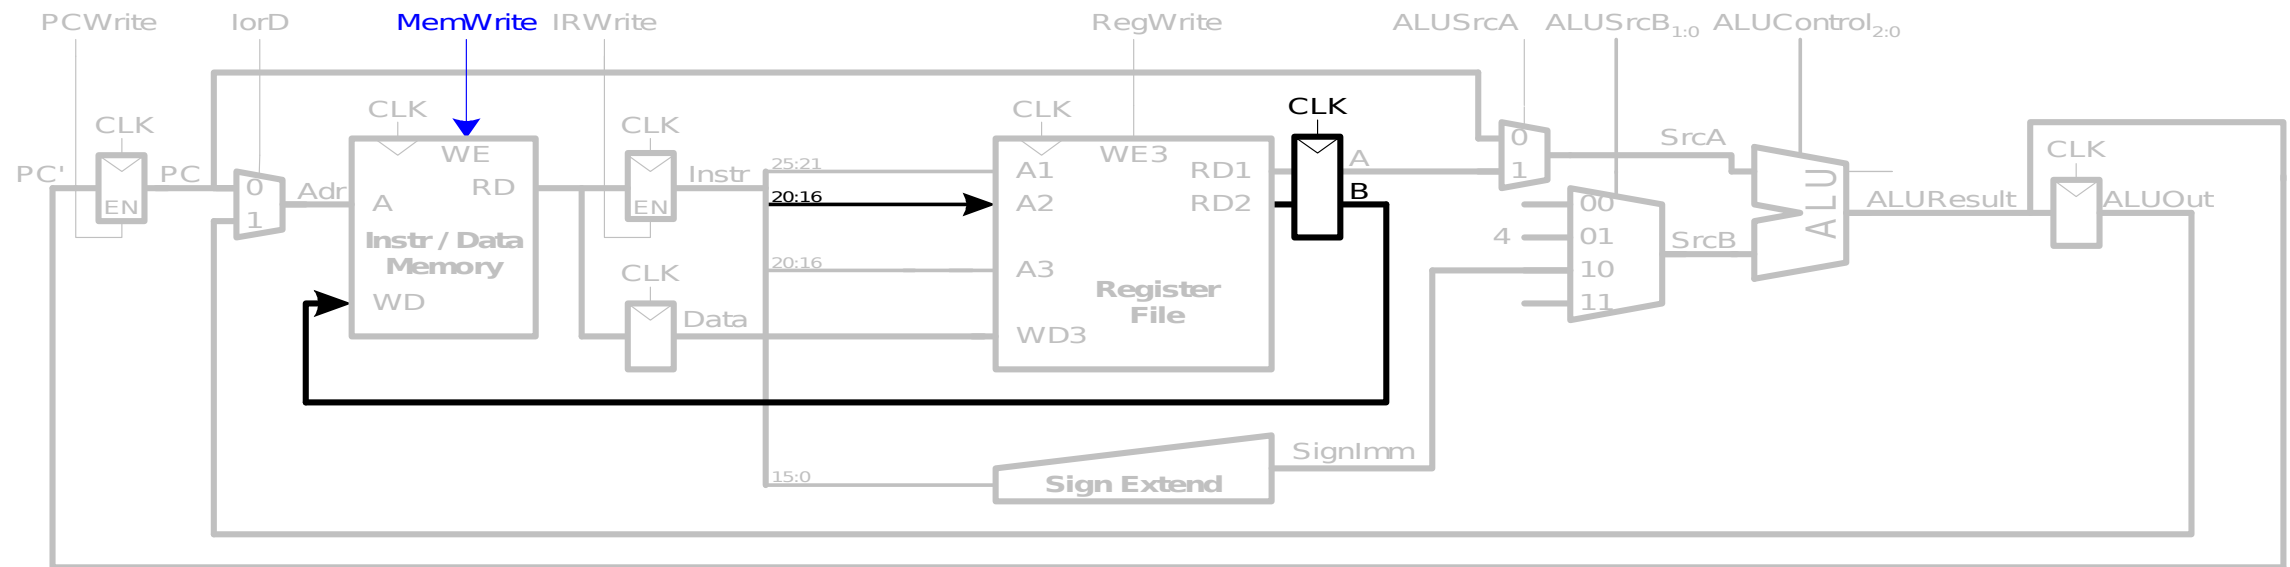 PCWrite IorD MemWrite IRWrite RegWrite ALUSrcA ALUSrcB1:0 ALUControl2:0
CLK CLK CLK CLK CLK CLK CLK
PC' EN PC 0 1 Adr
WE RD A
Instr / Data
Memory
WD
EN Instr
CLK
Data
25:21
20:16
20:16
15:0
WE3
A1 RD1
A2 RD2
A3
Register
File
WD3
A
B
0
1
SrcA
00
4 01
10
11
SrcB
ALU
ALUResult
ALUOut
SignImm
Sign Extend